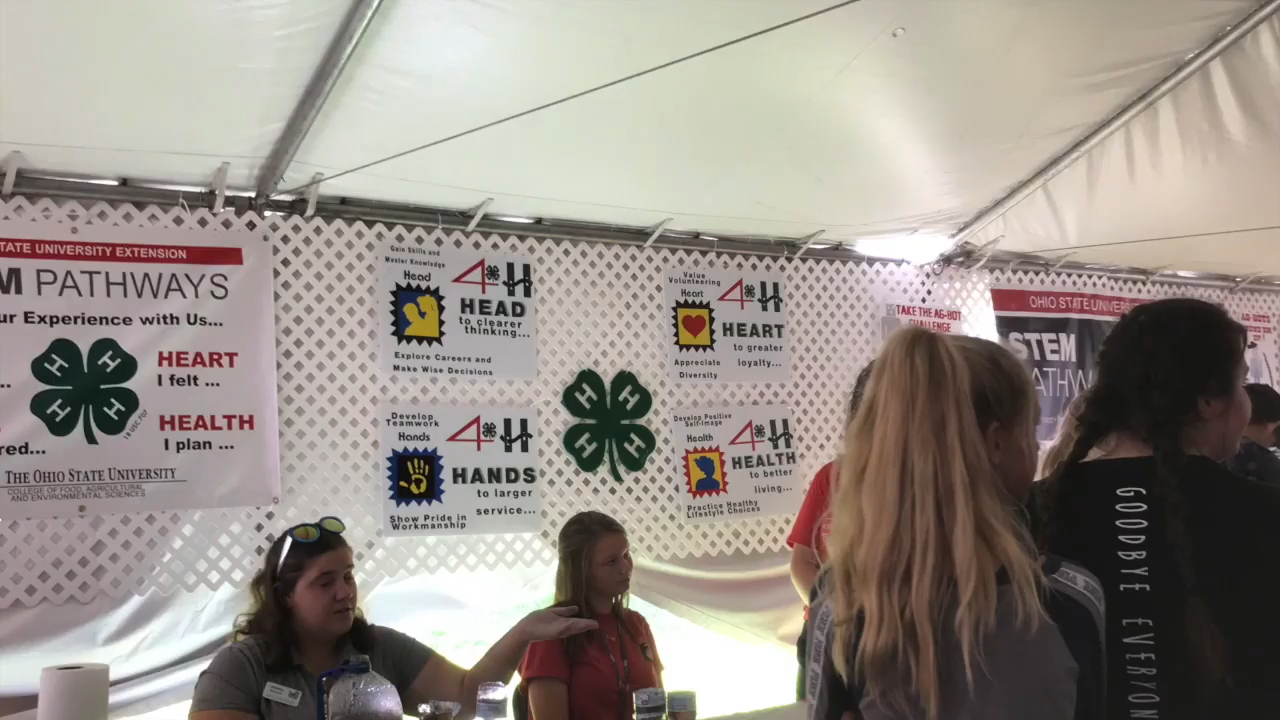 STATE UNIVERSITY EXTENSION
M PATHWAYS
ur Experience with Us...
HEART
I felt ...
HEALTH
I plan ...
red...
H H
H H
18 USC 707
THE OHIO STATE UNIVERSITY
COLLEGE OF FOOD, AGRICULTURAL,
AND ENVIRONMENTAL SCIENCES
Gain Skills and
Master Knowledge
Head
4-H
HEAD
to clearer
thinking...
Explore Careers and
Make Wise Decisions
Develop
Teamwork
Hands
4-H
HANDS
to larger
service...
Show Pride in
Workmanship
H H
H H
Value
Volunteering
Heart
4-H
HEART
to greater
loyalty...
Appreciate
Diversity
Develop Positive
Self-Image
Health
4-H
HEALTH
to better
living...
Practice Healthy
Lifestyle Choices
TAKE THE AG-BOT
CHALLENGE
OHIO STATE UNIVERS
STEM
PATHW
GOODBYE EVERYON